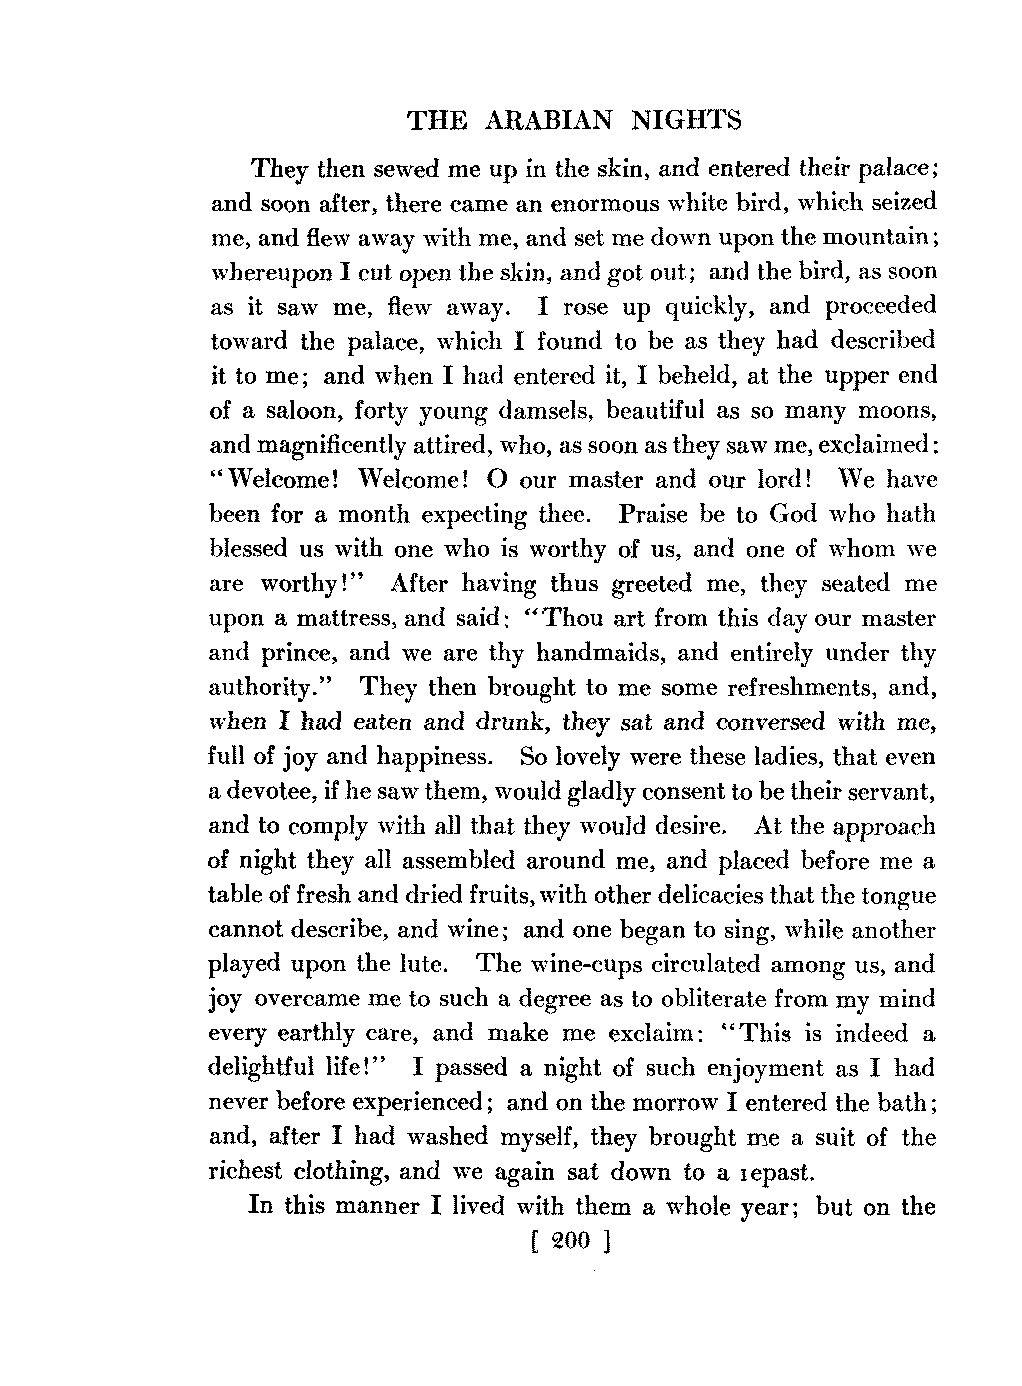 THE ARABIAN NIGHTS
They then sewed me up in the skin, and entered their palace;
and soon after, there came an enormous white bird, which seized
me, and flew away with me, and set me down upon the mountain;
whereupon I cut open the skin, and got out; and the bird, as soon
as it saw me, flew away. I rose up quickly, and proceeded
toward the palace, which I found to be as they had described
it to me; and when I had entered it, I beheld, at the upper end
of a saloon, forty young damsels, beautiful as so many moons,
and magnificently attired, who, as soon as they saw me, exclaimed:
"Welcome! Welcome! O our master and our lord! We have
been for a month expecting thee. Praise be to God who hath
blessed us with one who is worthy of us, and one of whom we
are worthy!" After having thus greeted me, they seated me
upon a mattress, and said: "Thou art from this day our master
and prince, and we are thy handmaids, and entirely under thy
authority." They then brought to me some refreshments, and,
when I had eaten and drunk, they sat and conversed with me,
full of joy and happiness. So lovely were these ladies, that even
a devotee, if he saw them, would gladly consent to be their servant,
and to comply with all that they would desire. At the approach
of night they all assembled around me, and placed before me a
table of fresh and dried fruits, with other delicacies that the tongue
cannot describe, and wine; and one began to sing, while another
played upon the lute. The wine-cups circulated among us, and
joy overcame me to such a degree as to obliterate from my mind
every earthly care, and make me exclaim: "This is indeed a
delightful life!" I passed a night of such enjoyment as I had
never before experienced; and on the morrow I entered the bath;
and, after I had washed myself, they brought me a suit of the
richest clothing, and we again sat down to a repast.
In this manner I lived with them a whole year; but on the
[ 200 ]